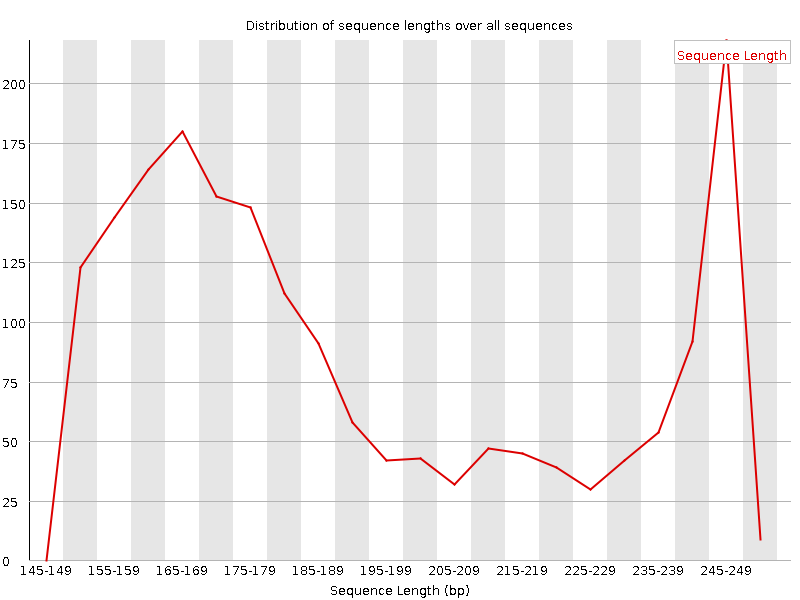 Distribution of sequence lengths over all sequences
Sequence Length
200
175
150
125
100
75
50
25
0
145-149 155-159 165-169 175-179 185-189 195-199 205-209 215-219 225-229 235-239 245-249
Sequence Length (bp)